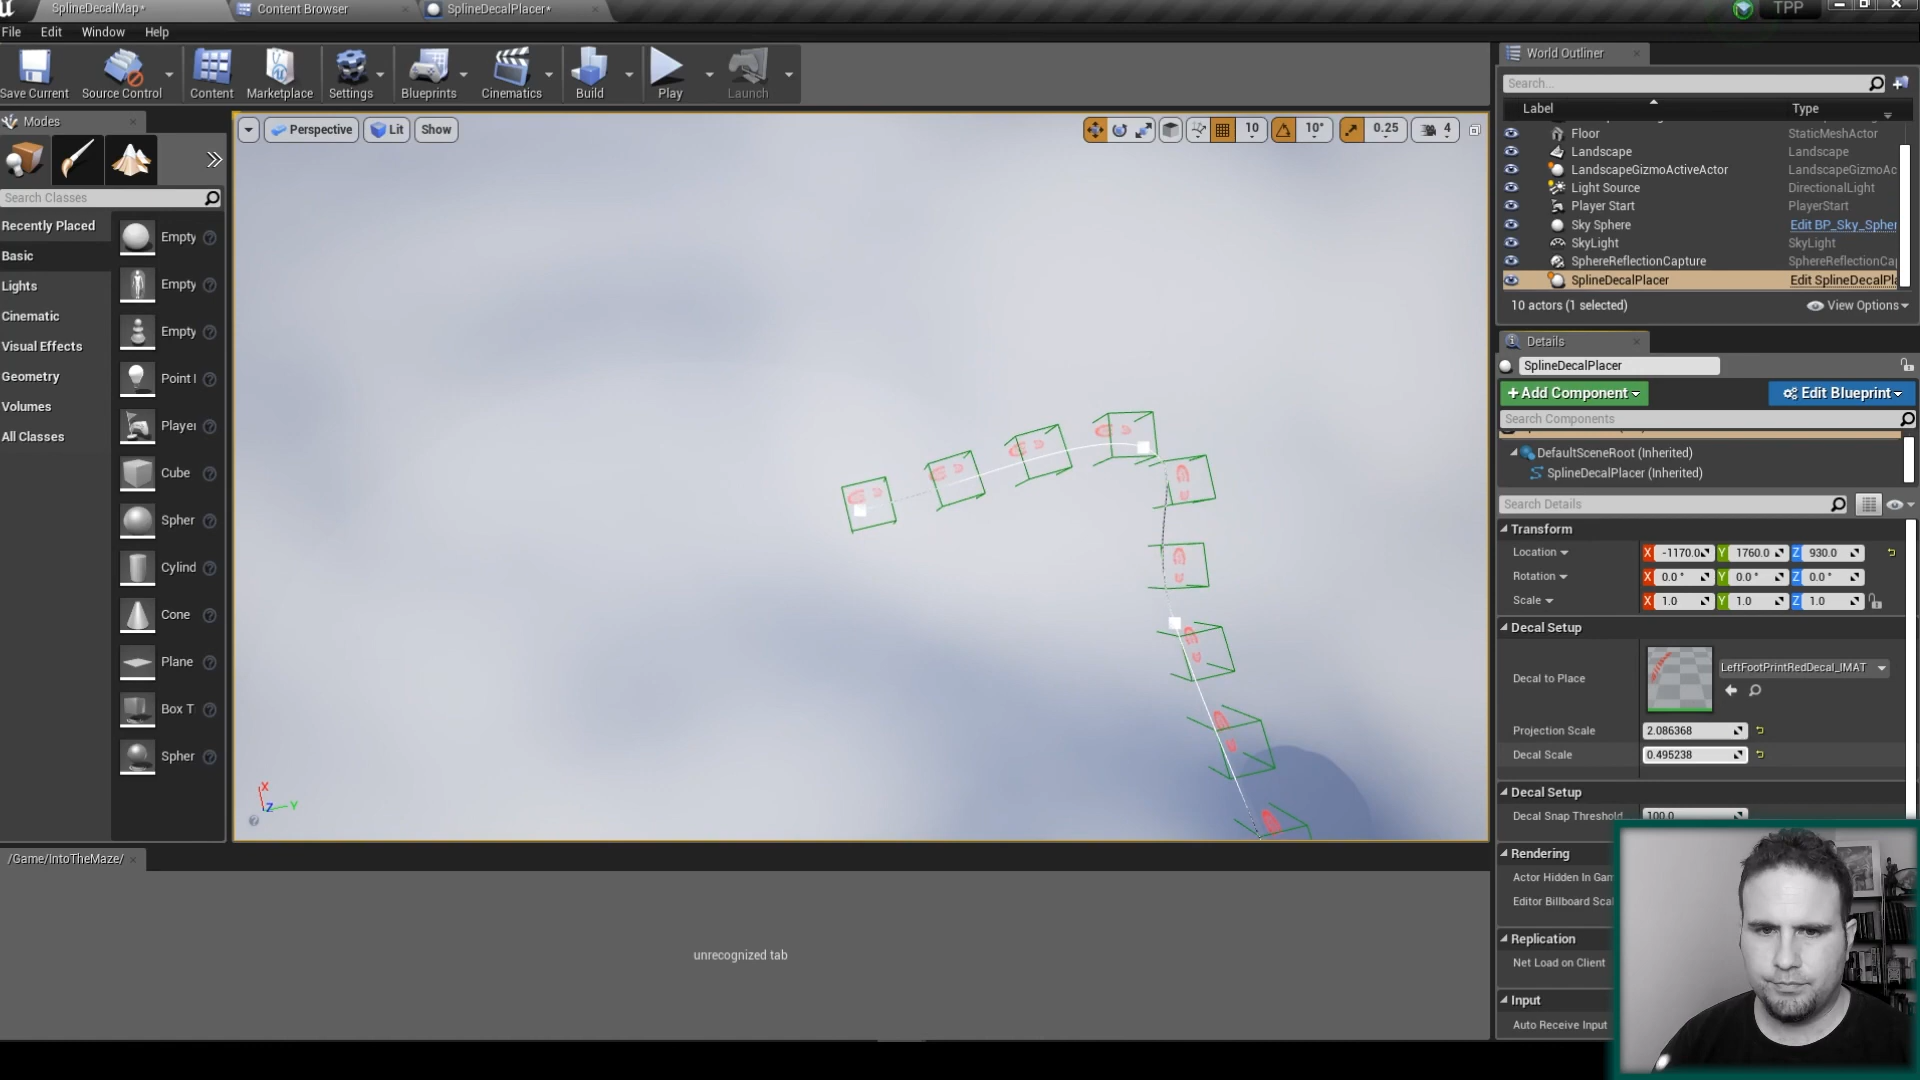 SplineDecalMap*
Content Browser
SplineDecalPlacer*
TPP
File
Edit
Window
Help
Save Current
Source Control
Content
Marketplace
Settings
Blueprints
Cinematics
Build
Play
Launch
World Outliner
Search...
Label
Type
Floor
StaticMeshActor
Landscape
Landscape
LandscapeGizmoActiveActor
LandscapeGizmoAc
Light Source
DirectionalLight
Player Start
PlayerStart
Sky Sphere
Edit BP_Sky_Spher
SkyLight
SkyLight
SphereReflectionCapture
SphereReflectionCa
SplineDecalPlacer
Edit SplineDecalPla
10 actors (1 selected)
View Options
Modes
Search Classes
Recently Placed
Basic
Lights
Cinematic
Visual Effects
Geometry
Volumes
All Classes
Empty
Empty
Empty
Point
Player
Cube
Spher
Cylind
Cone
Plane
Box T
Spher
Perspective
Lit
Show
10
10°
0.25
4
X
Z
Y
Details
SplineDecalPlacer
+Add Component
Edit Blueprint
Search Components
DefaultSceneRoot (Inherited)
SplineDecalPlacer (Inherited)
Search Details
Transform
Location
X -1170.0
Y 1760.0
Z 930.0
Rotation
X 0.0 °
Y 0.0 °
Z 0.0 °
Scale
X 1.0
Y 1.0
Z 1.0
Decal Setup
Decal to Place
LeftFootPrintRedDecal_IMAT
Projection Scale
2.086368
Decal Scale
0.495238
Decal Setup
Decal Snap Threshold
100.0
Rendering
Actor Hidden In Gam
Editor Billboard Scal
Replication
Net Load on Client
Input
Auto Receive Input
/Game/IntoTheMaze/
unrecognized tab